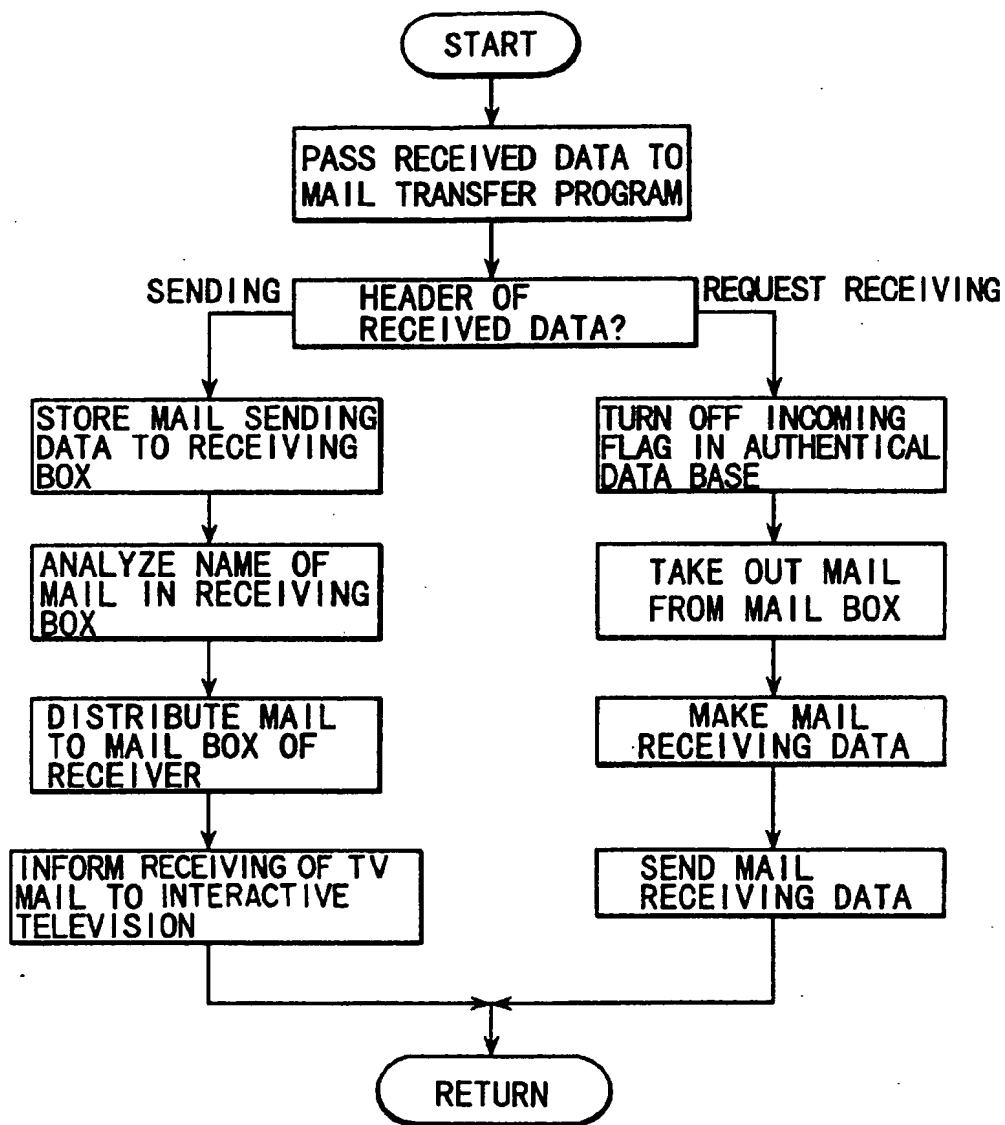 START
PASS RECEIVED DATA TO
MAIL TRANSFER PROGRAM
SENDING
HEADER OF
RECEIVED DATA?
REQUEST RECEIVING
STORE MAIL SENDING
DATA TO RECEIVING
BOX
ANALYZE NAME OF
MAIL IN RECEIVING
BOX
DISTRIBUTE MAIL
TO MAIL BOX OF
RECEIVER
INFORM RECEIVING OF TV
MAIL TO INTERACTIVE
TELEVISION
TURN OFF INCOMING
FLAG IN AUTHENTICAL
DATA BASE
TAKE OUT MAIL
FROM MAIL BOX
MAKE MAIL
RECEIVING DATA
SEND MAIL
RECEIVING DATA
RETURN